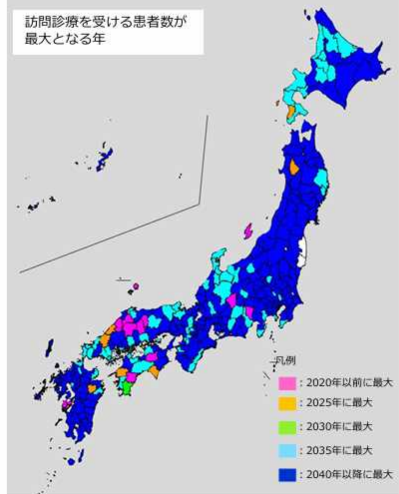 訪問診療を受ける患者数が
最大となる年
凡例
：2020年以前に最大
：2025年に最大
：2030年に最大
：2035年に最大
：2040年以降に最大